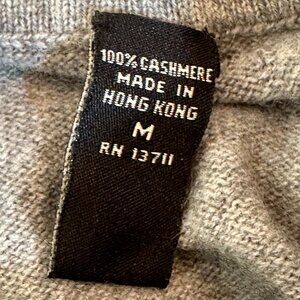 100% CASHMERE
MADE IN
HONG KONG
M
RN 13711